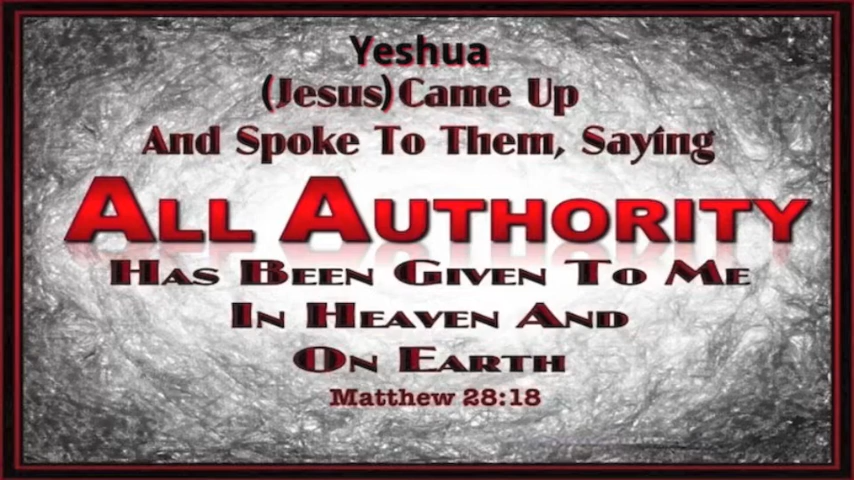 Yeshua
(Jesus) Came Up
And Spoke To Them, Saying
ALL AUTHORITY
HAS BEEN GIVEN TO ME
IN HEAVEN AND
ON EARTH
Matthew 28:18